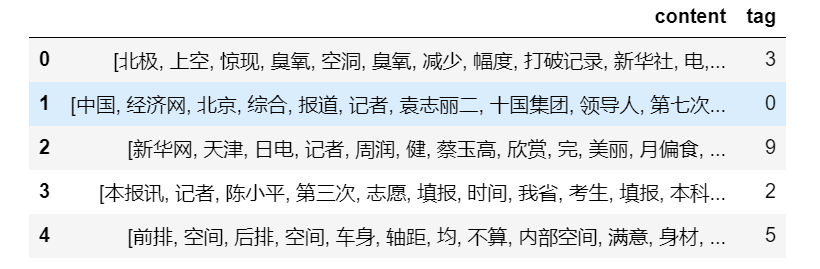 content tag
0 [北极, 上空, 惊现, 臭氧, 空洞, 臭氧, 减少, 幅度, 打破记录, 新华社, 电,... 3
1 [中国, 经济网, 北京, 综合, 报道, 记者, 袁志丽二, 十国集团, 领导人, 第七次... 0
2 [新华网, 天津, 日电, 记者, 周润, 健, 蔡玉高, 欣赏, 完, 美丽, 月偏食, ... 9
3 [本报讯, 记者, 陈小平, 第三次, 志愿, 填报, 时间, 我省, 考生, 填报, 本科... 2
4 [前排, 空间, 后排, 空间, 车身, 轴距, 均, 不算, 内部空间, 满意, 身材, ... 5